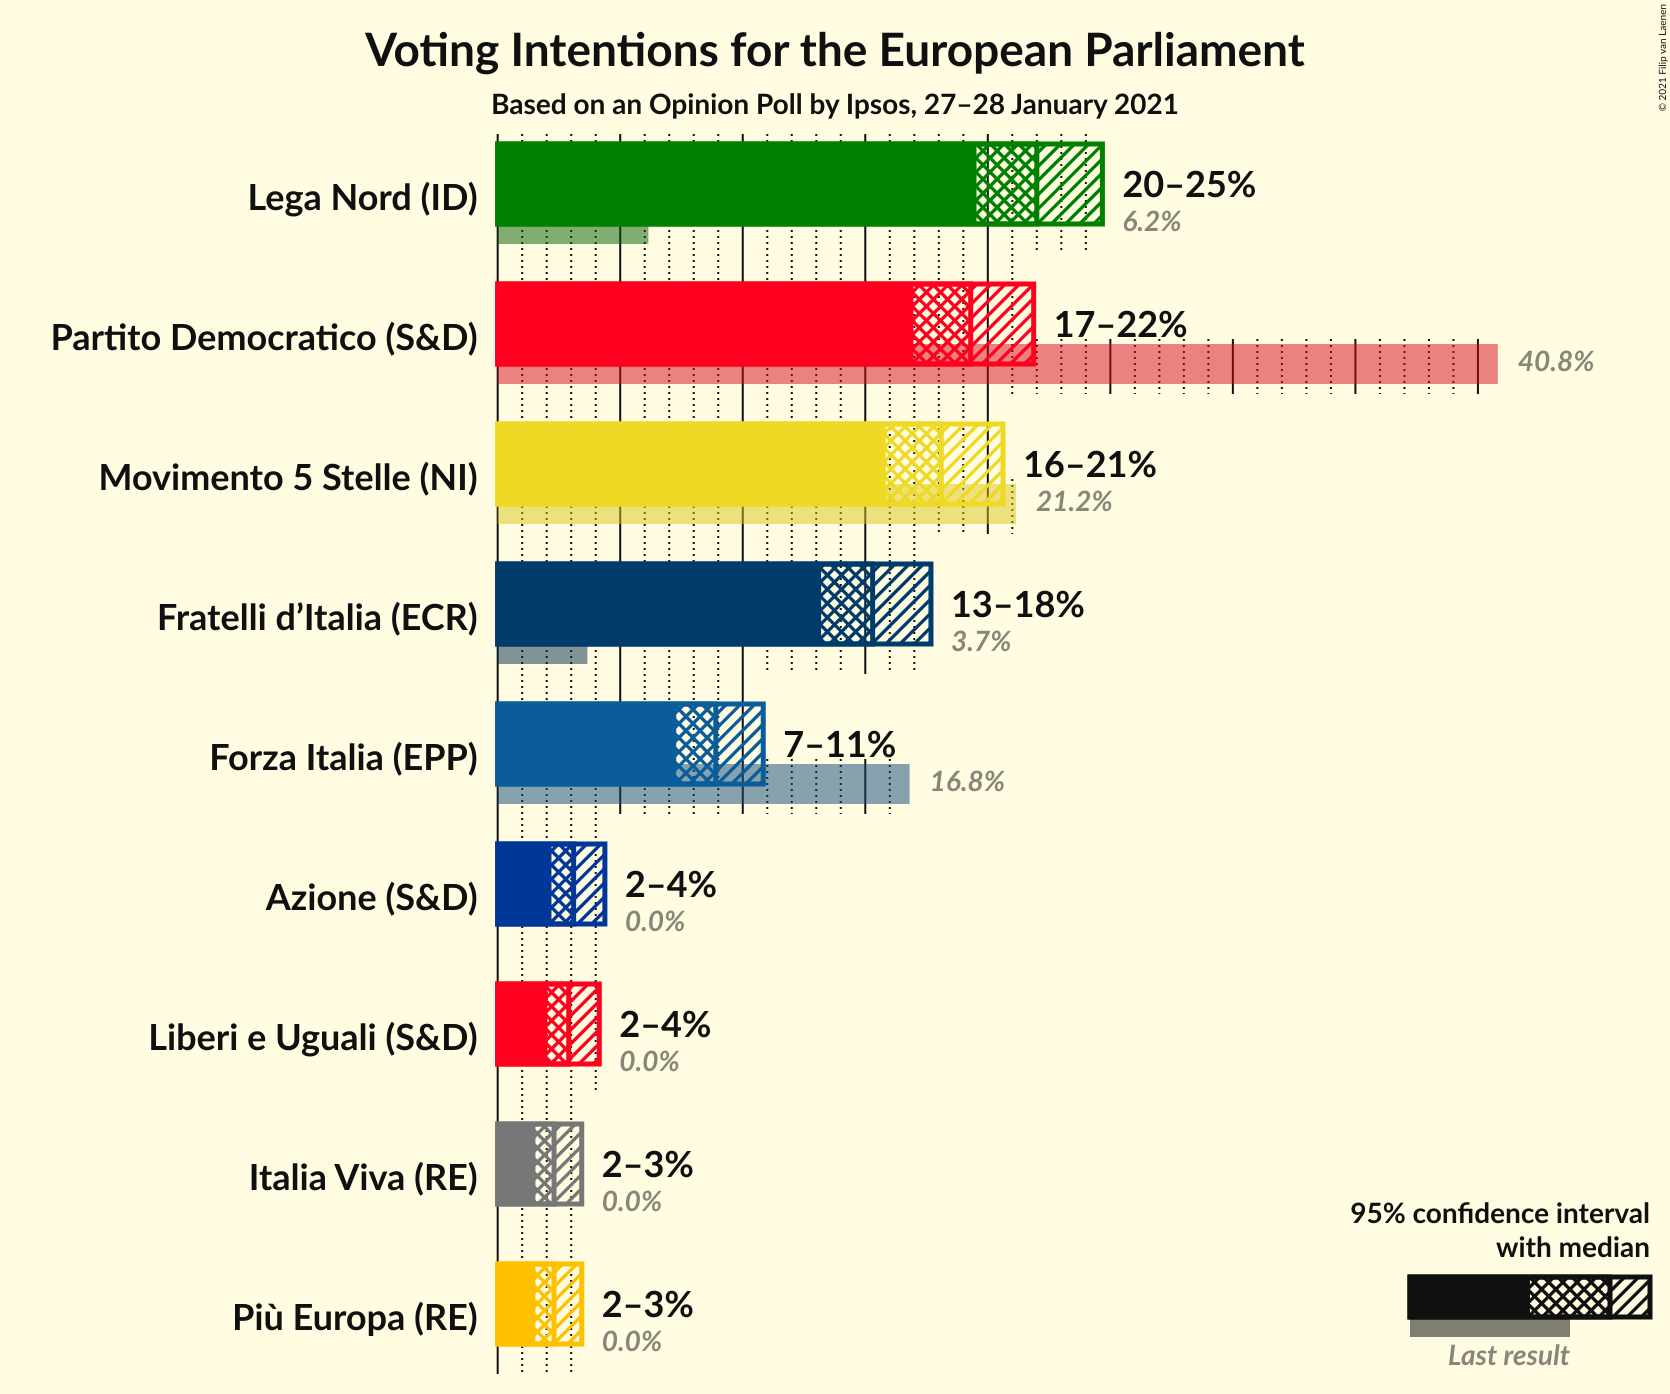 Voting Intentions for the European Parliament
Based on an Opinion Poll by Ipsos, 27–28 January 2021
© 2021 Filip van Laenen
Lega Nord (ID)
20–25%
6.2%
Partito Democratico (S&D)
17–22%
40.8%
Movimento 5 Stelle (NI)
16–21%
21.2%
Fratelli d’Italia (ECR)
13–18%
3.7%
Forza Italia (EPP)
7–11%
16.8%
Azione (S&D)
2–4%
0.0%
Liberi e Uguali (S&D)
2–4%
0.0%
Italia Viva (RE)
2–3%
0.0%
Più Europa (RE)
2–3%
0.0%
95% confidence interval
with median
Last result